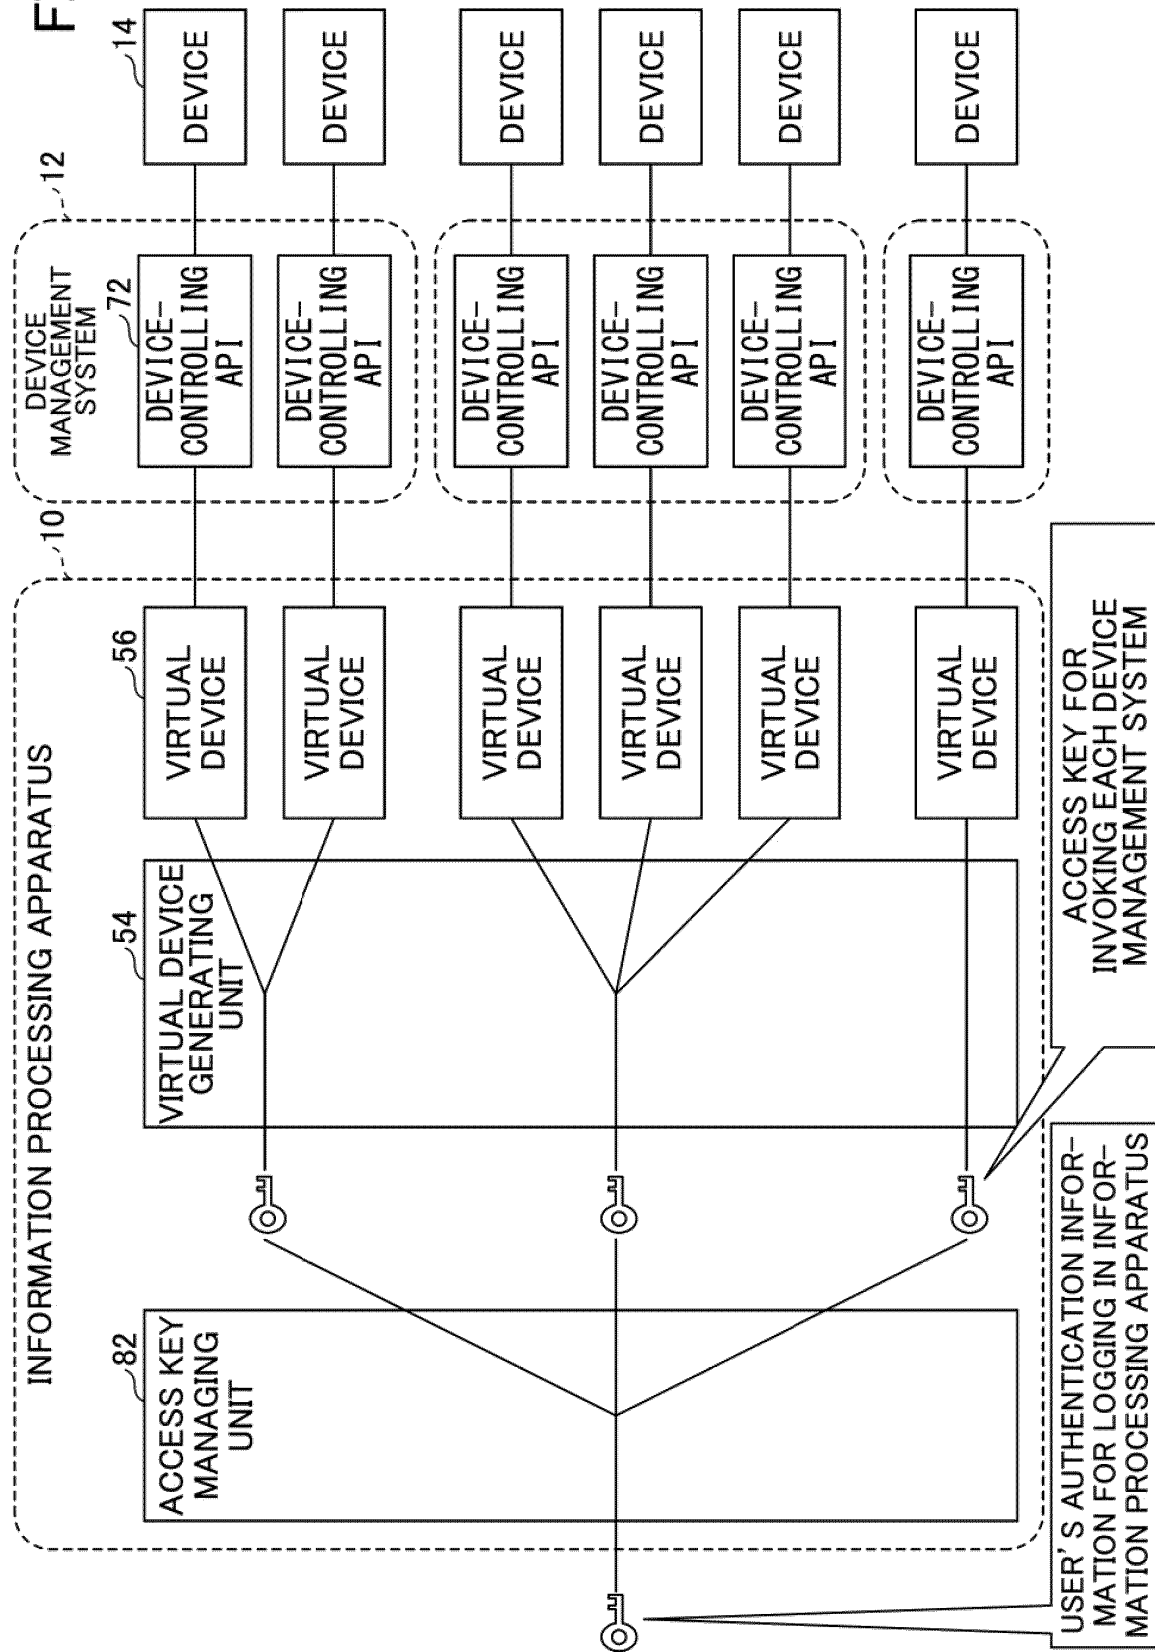 INFORMATION PROCESSING APPARATUS
10
DEVICE
MANAGEMENT
SYSTEM
12
82
ACCESS KEY
MANAGING
UNIT
54
VIRTUAL DEVICE
GENERATING
UNIT
56
VIRTUAL
DEVICE
72
DEVICE-
CONTROLLING
API
14
DEVICE
VIRTUAL
DEVICE
DEVICE-
CONTROLLING
API
DEVICE
VIRTUAL
DEVICE
DEVICE-
CONTROLLING
API
DEVICE
VIRTUAL
DEVICE
DEVICE-
CONTROLLING
API
DEVICE
VIRTUAL
DEVICE
DEVICE-
CONTROLLING
API
DEVICE
VIRTUAL
DEVICE
DEVICE-
CONTROLLING
API
DEVICE
USER'S AUTHENTICATION INFOR-
MATION FOR LOGGING IN INFOR-
MATION PROCESSING APPARATUS
ACCESS KEY FOR
INVOKING EACH DEVICE
MANAGEMENT SYSTEM